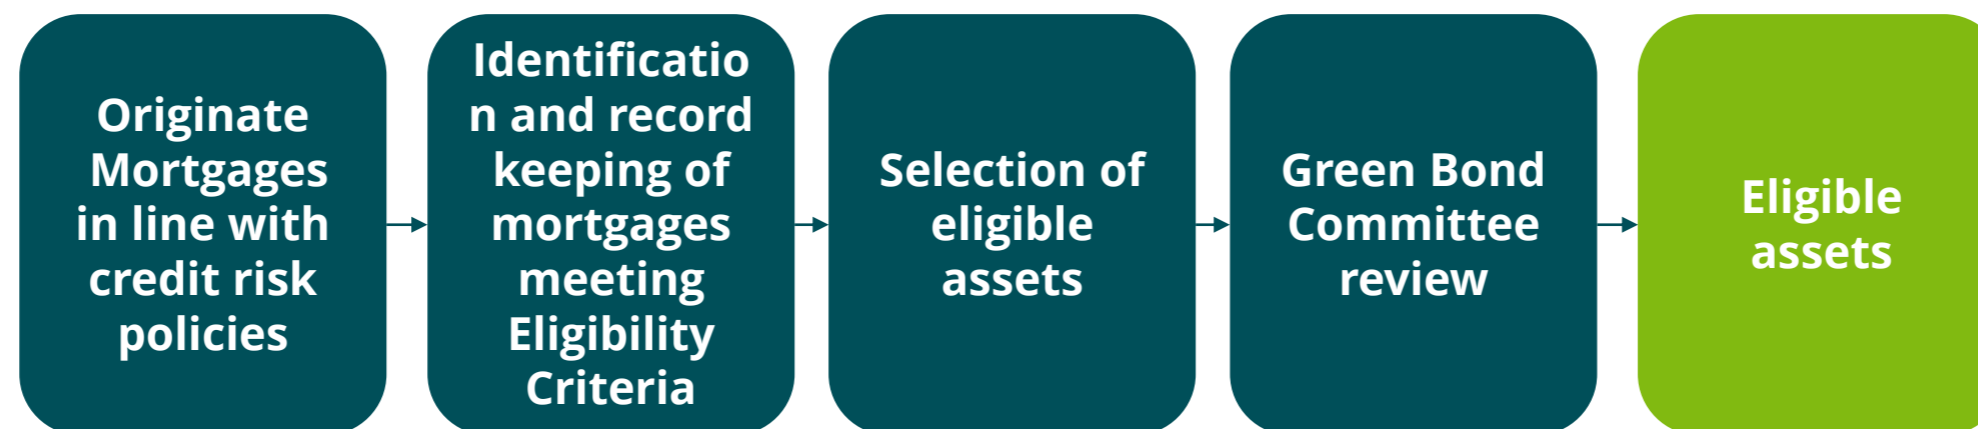 Originate
Mortgages
in line with
credit risk
policies
Identificatio
n and record
keeping of
mortgages
meeting
Eligibility
Criteria
Selection of
eligible
assets
Green Bond
Committee
review
Eligible
assets